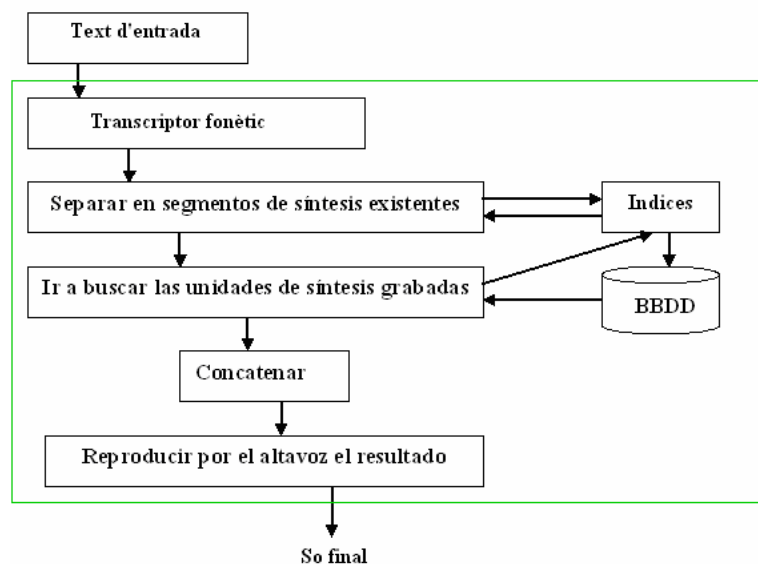 Text d'entrada
Transcriptor fonètic
Separar en segmentos de síntesis existentes
Indices
Ir a buscar las unidades de síntesis grabadas
BBDD
Concatenar
Reproducir por el altavoz el resultado
So final